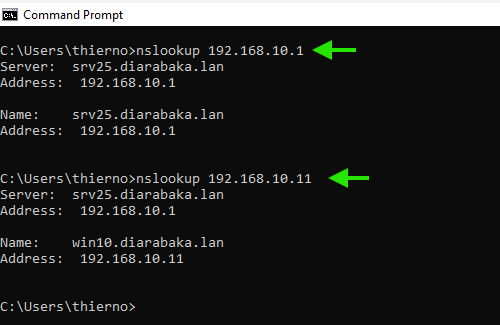 Command Prompt
C:\Users\thierno>nslookup 192.168.10.1
Server:  srv25.diarabaka.lan
Address:  192.168.10.1
Name:    srv25.diarabaka.lan
Address:  192.168.10.1
C:\Users\thierno>nslookup 192.168.10.11
Server:  srv25.diarabaka.lan
Address:  192.168.10.1
Name:    win10.diarabaka.lan
Address:  192.168.10.11
C:\Users\thierno>